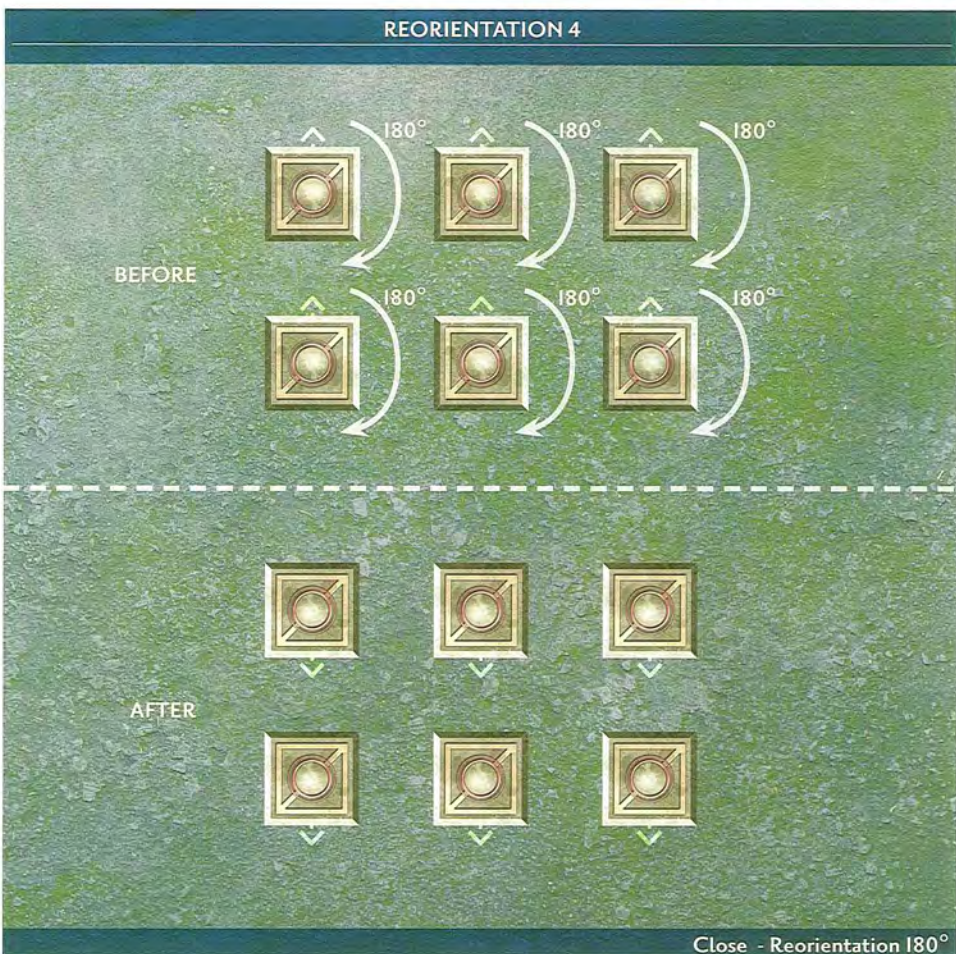 REORIENTATION 4
180° 180° 180°
BEFORE
180° 180° 180°
AFTER
Close - Reorientation 180°